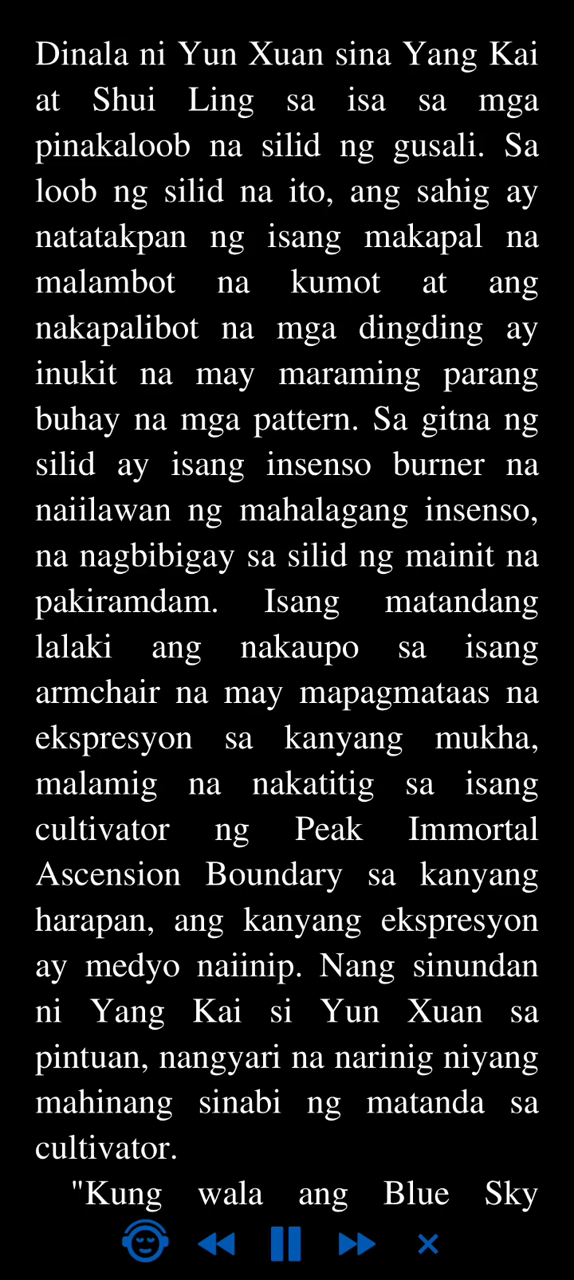 Dinala ni Yun Xuan sina Yang Kai
at Shui Ling sa isa sa mga
pinakaloob na silid ng gusali. Sa
loob ng silid na ito, ang sahig ay
natatakpan ng isang makapal na
malambot na kumot at ang
nakapalibot na mga dingding ay
inukit na may maraming parang
buhay na mga pattern. Sa gitna ng
silid ay isang insenso burner na
naiilawan ng mahalagang insenso,
na nagbibigay sa silid ng mainit na
pakiramdam. Isang matandang
lalaki ang nakaupo sa isang
armchair na may mapagmataas na
ekspresyon sa kanyang mukha,
malamig na nakatitig sa isang
cultivator ng Peak Immortal
Ascension Boundary sa kanyang
harapan, ang kanyang ekspresyon
ay medyo naiinip. Nang sinundan
ni Yang Kai si Yun Xuan sa
pintuan, nangyari na narinig niyang
mahinang sinabi ng matanda sa
cultivator.
"Kung wala ang Blue Sky